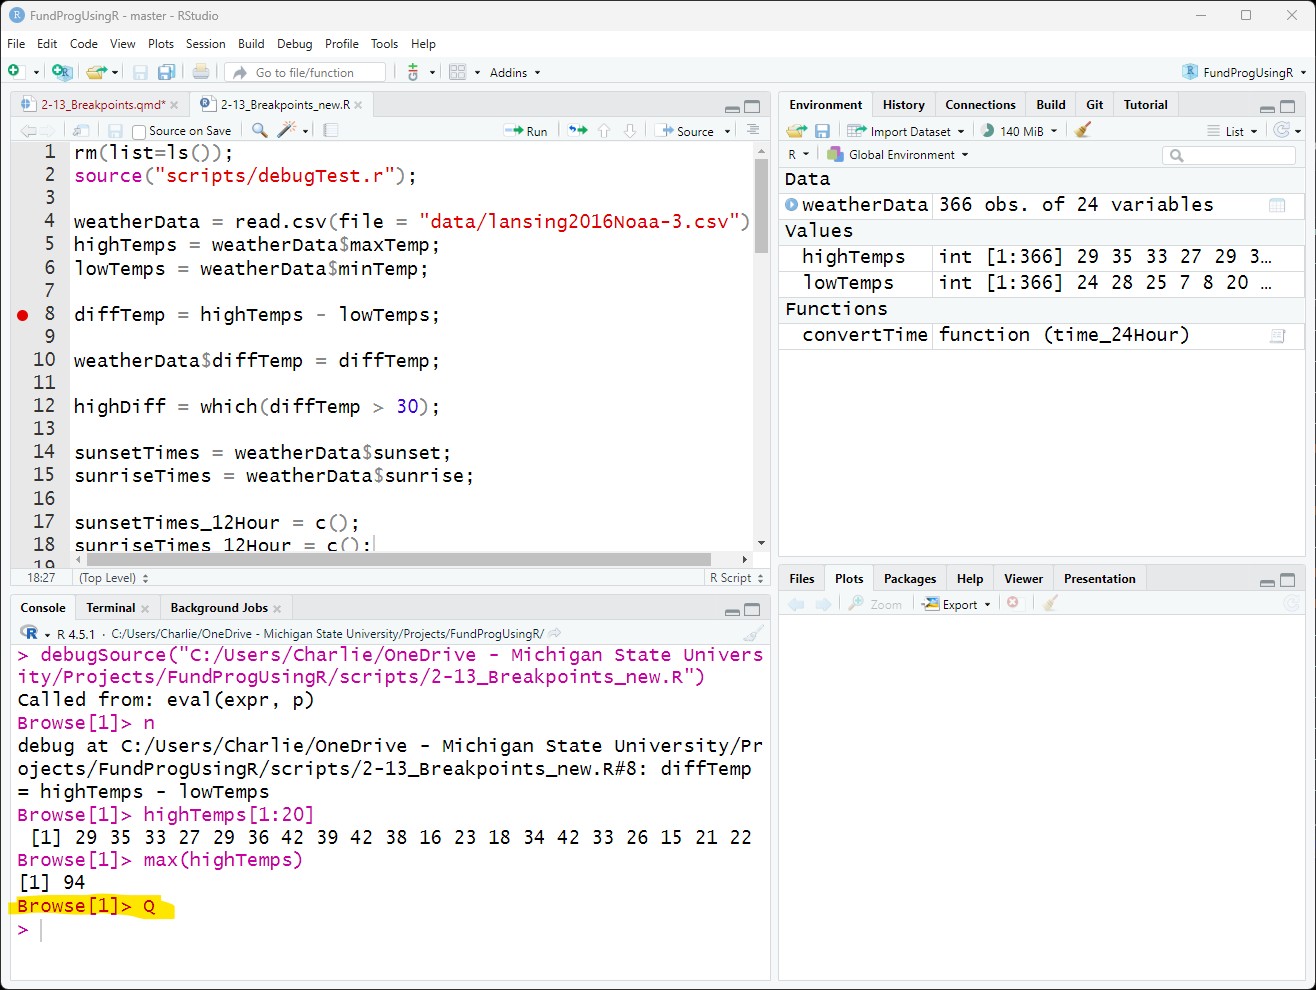 FundProgUsingR - master - RStudio
File Edit Code View Plots Session Build Debug Profile Tools Help
Go to file/function Addins FundProgUsingR
2-13_Breakpoints.qmd* 2-13_Breakpoints_new.R
Source on Save Run Source
1 rm(list=ls());
2 source("scripts/debugTest.r");
3
4 weatherData = read.csv(file = "data/lansing2016Noaa-3.csv")
5 highTemps = weatherData$maxTemp;
6 lowTemps = weatherData$minTemp;
7
8 diffTemp = highTemps - lowTemps;
9
10 weatherData$diffTemp = diffTemp;
11
12 highDiff = which(diffTemp > 30);
13
14 sunsetTimes = weatherData$sunset;
15 sunriseTimes = weatherData$sunrise;
16
17 sunsetTimes_12Hour = c();
18 sunriseTimes_12Hour = c();
19
18:27 (Top Level) R Script
Console Terminal Background Jobs
R 4.5.1 · C:/Users/Charlie/OneDrive - Michigan State University/Projects/FundProgUsingR/
> debugSource("C:/Users/Charlie/OneDrive - Michigan State Univers
ity/Projects/FundProgUsingR/scripts/2-13_Breakpoints_new.R")
Called from: eval(expr, p)
Browse[1]> n
debug at C:/Users/Charlie/OneDrive - Michigan State University/Pr
ojects/FundProgUsingR/scripts/2-13_Breakpoints_new.R#8: diffTemp
= highTemps - lowTemps
Browse[1]> highTemps[1:20]
[1] 29 35 33 27 29 36 42 39 42 38 16 23 18 34 42 33 26 15 21 22
Browse[1]> max(highTemps)
[1] 94
Browse[1]> Q
>
Environment History Connections Build Git Tutorial
Import Dataset 140 MiB List
R Global Environment
Data
weatherData 366 obs. of 24 variables
Values
highTemps int [1:366] 29 35 33 27 29 3...
lowTemps int [1:366] 24 28 25 7 8 20 ...
Functions
convertTime function (time_24Hour)
Files Plots Packages Help Viewer Presentation
Zoom Export